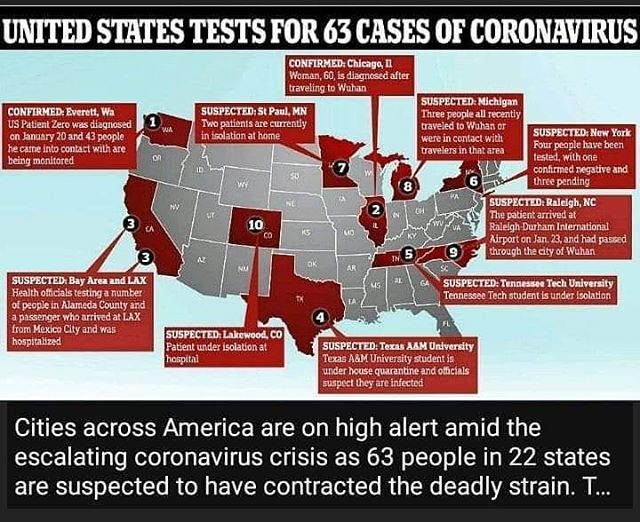 UNITED STATES TESTS FOR 63 CASES OF CORONAVIRUS
CONFIRMED: Chicago, Il
Woman, 60, is diagnosed after
traveling to Wuhan
CONFIRMED: Everett, Wa
US Patient Zero was diagnosed
on January 20 and 43 people
he came into contact with are
being monitored
SUSPECTED: St Paul, MN
Two patients are currently
in isolation at home
SUSPECTED: Michigan
Three people all recently
traveled to Wuhan or
were in contact with
travelers in that area
SUSPECTED: New York
Four people have been
tested, with one
confirmed negative and
three pending
SUSPECTED: Raleigh, NC
The patient arrived at
Raleigh-Durham International
Airport on Jan. 23, and had passed
through the city of Wuhan
SUSPECTED: Tennessee Tech University
Tennessee Tech student is under isolation
SUSPECTED: Bay Area and LAX
Health officials testing a number
of people in Alameda County and
a passenger who arrived at LAX
from Mexico City and was
hospitalized
SUSPECTED: Lakewood, CO
Patient under isolation at
hospital
SUSPECTED: Texas A&M University
Texas A&M University student is
under house quarantine and officials
suspect they are infected
1
WA
OR
ID
WY
SD
7
WI
8
6
NV
UT
10
CO
NE
IA
2
IL
IN
OH
PA
WV
VA
3
CA
3
KS
MO
KY
AZ
NM
OK
AR
TN
5
9
SC
MS
AL
GA
TX
LA
4
FL
Cities across America are on high alert amid the
escalating coronavirus crisis as 63 people in 22 states
are suspected to have contracted the deadly strain. T...